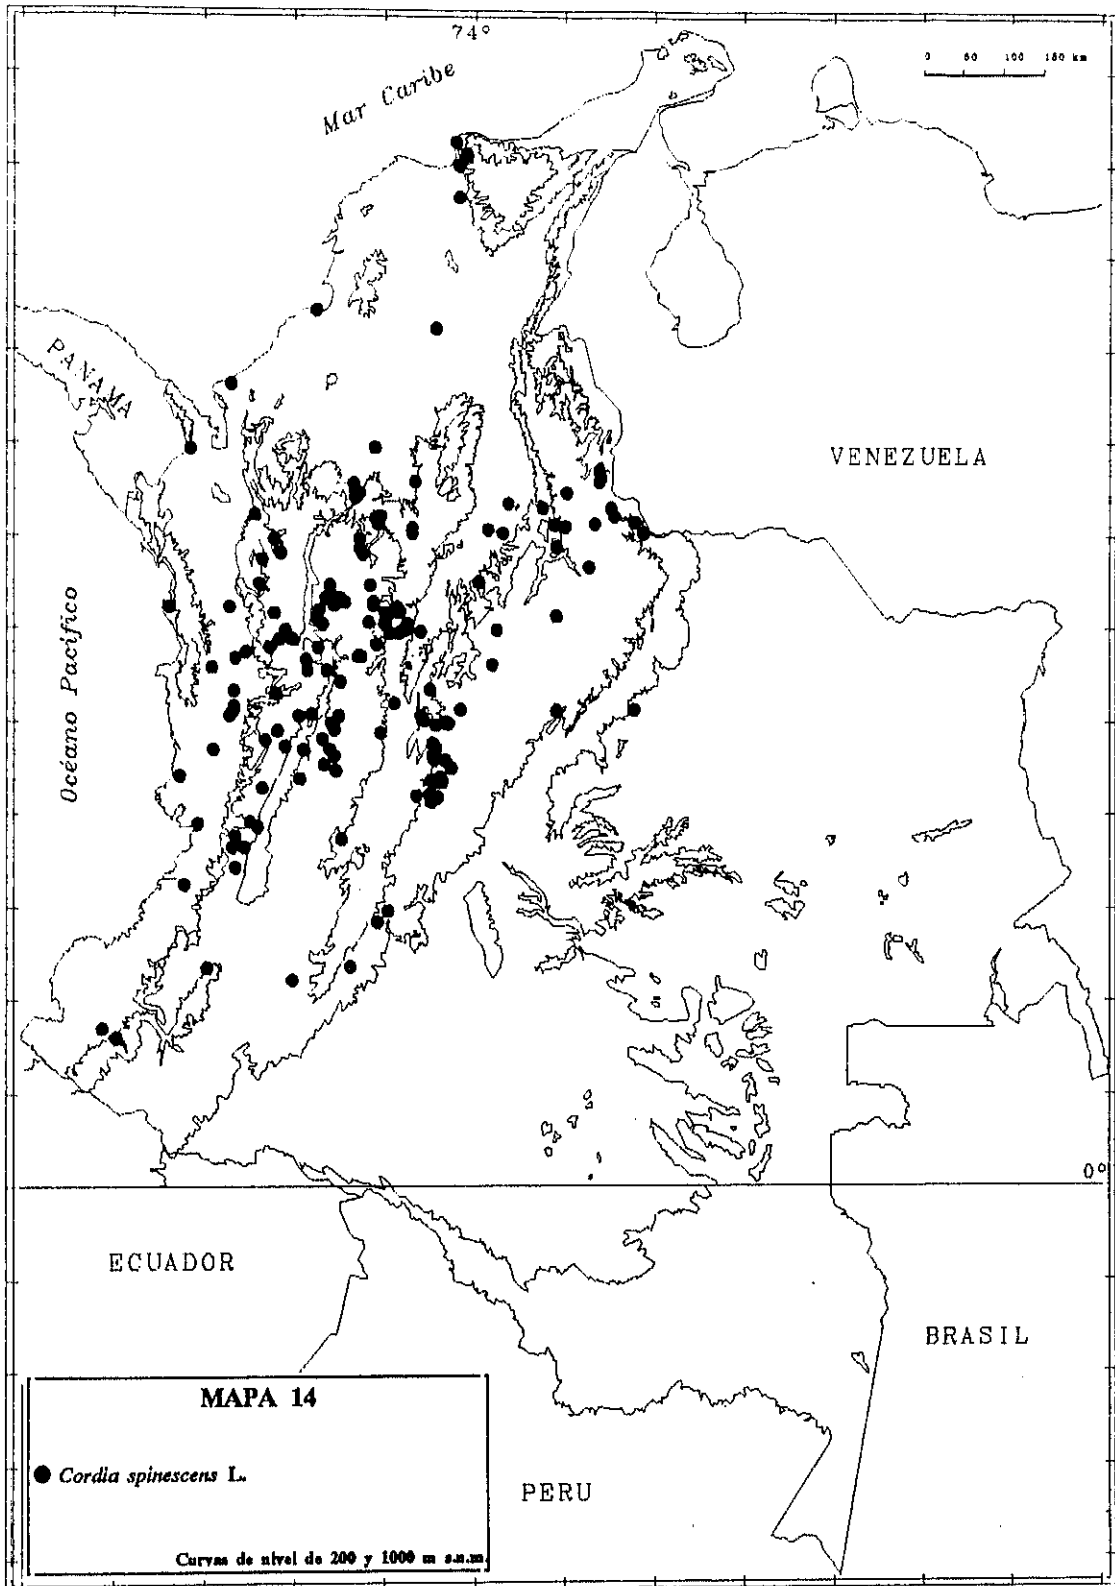 74°
0 50 100 150 km
Mar Caribe
PANAMA
VENEZUELA
Océano Pacífico
0°
ECUADOR
BRASIL
MAPA 14
Cordia spinescens L.
PERU
Curvas de nivel de 200 y 1000 m s.n.m.